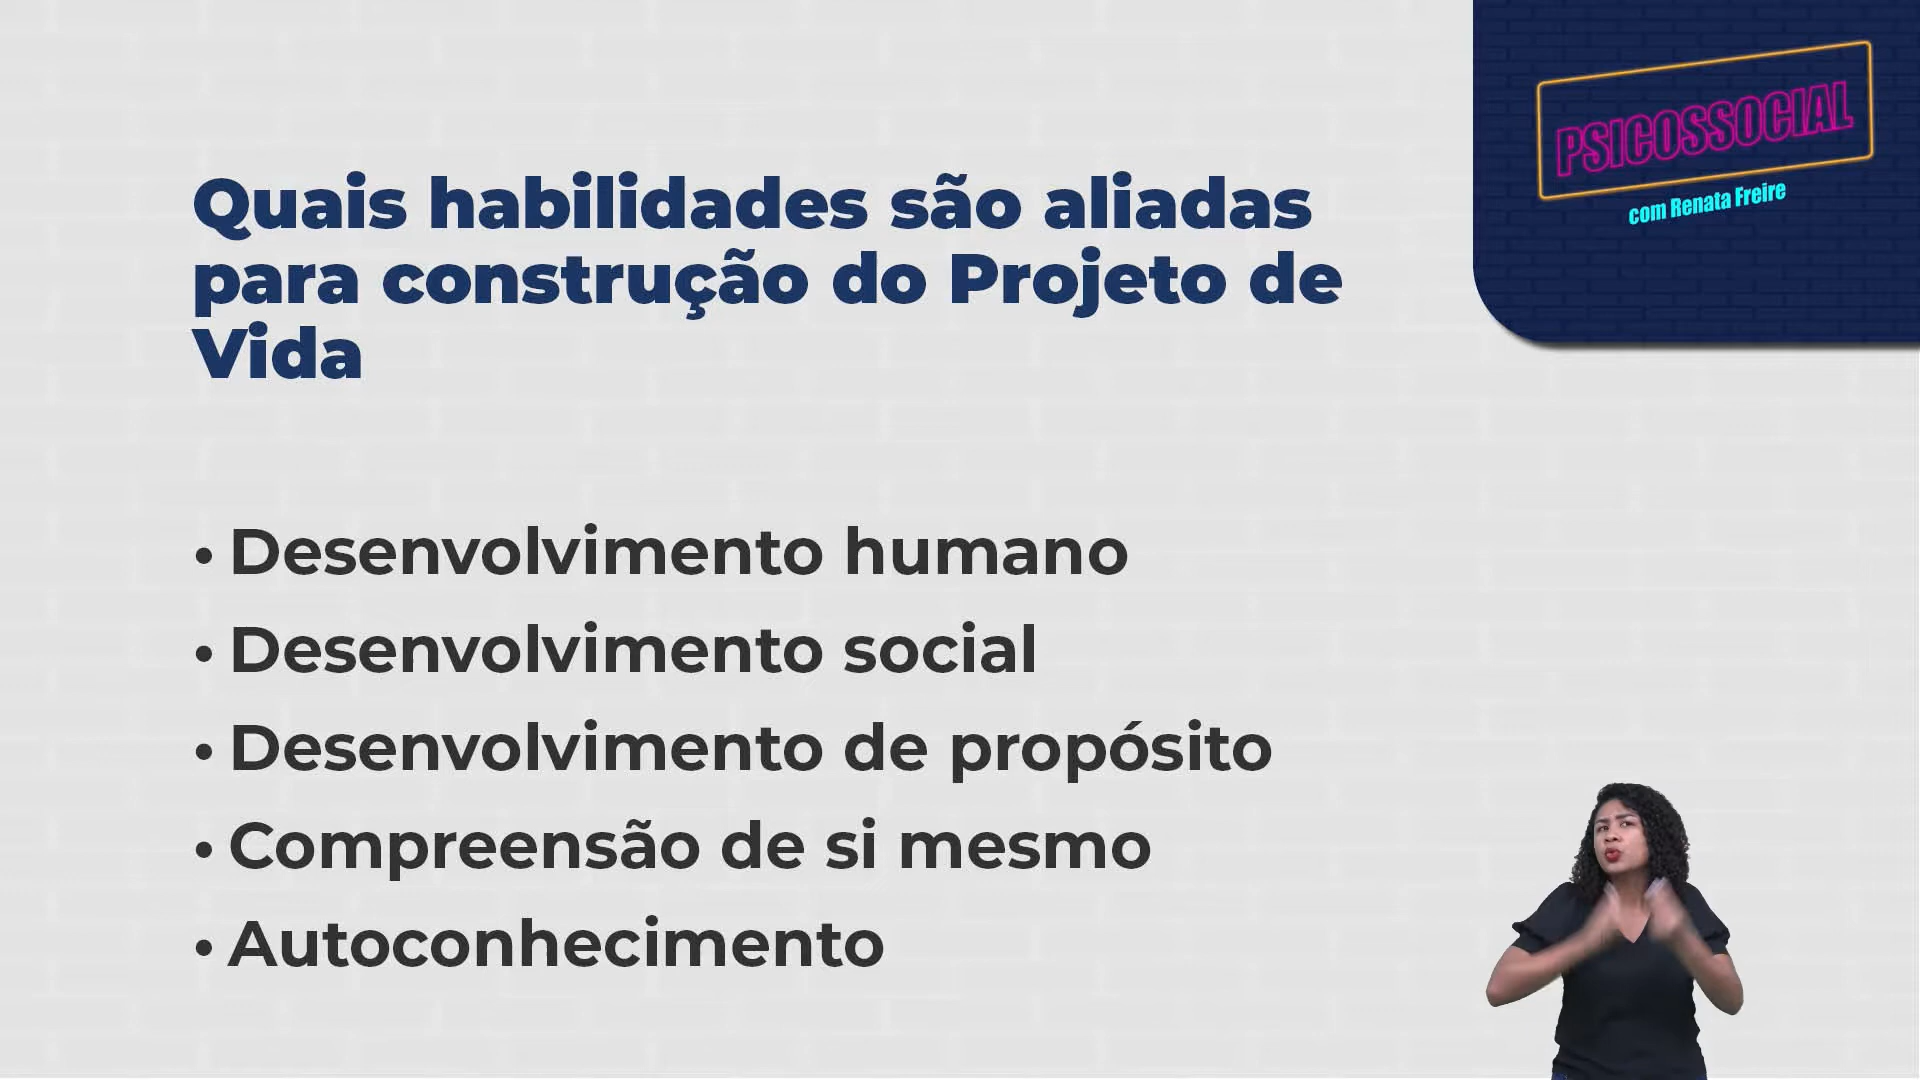 PSICOSSOCIAL
com Renata Freire
Quais habilidades são aliadas
para construção do Projeto de
Vida
• Desenvolvimento humano
• Desenvolvimento social
• Desenvolvimento de propósito
• Compreensão de si mesmo
• Autoconhecimento